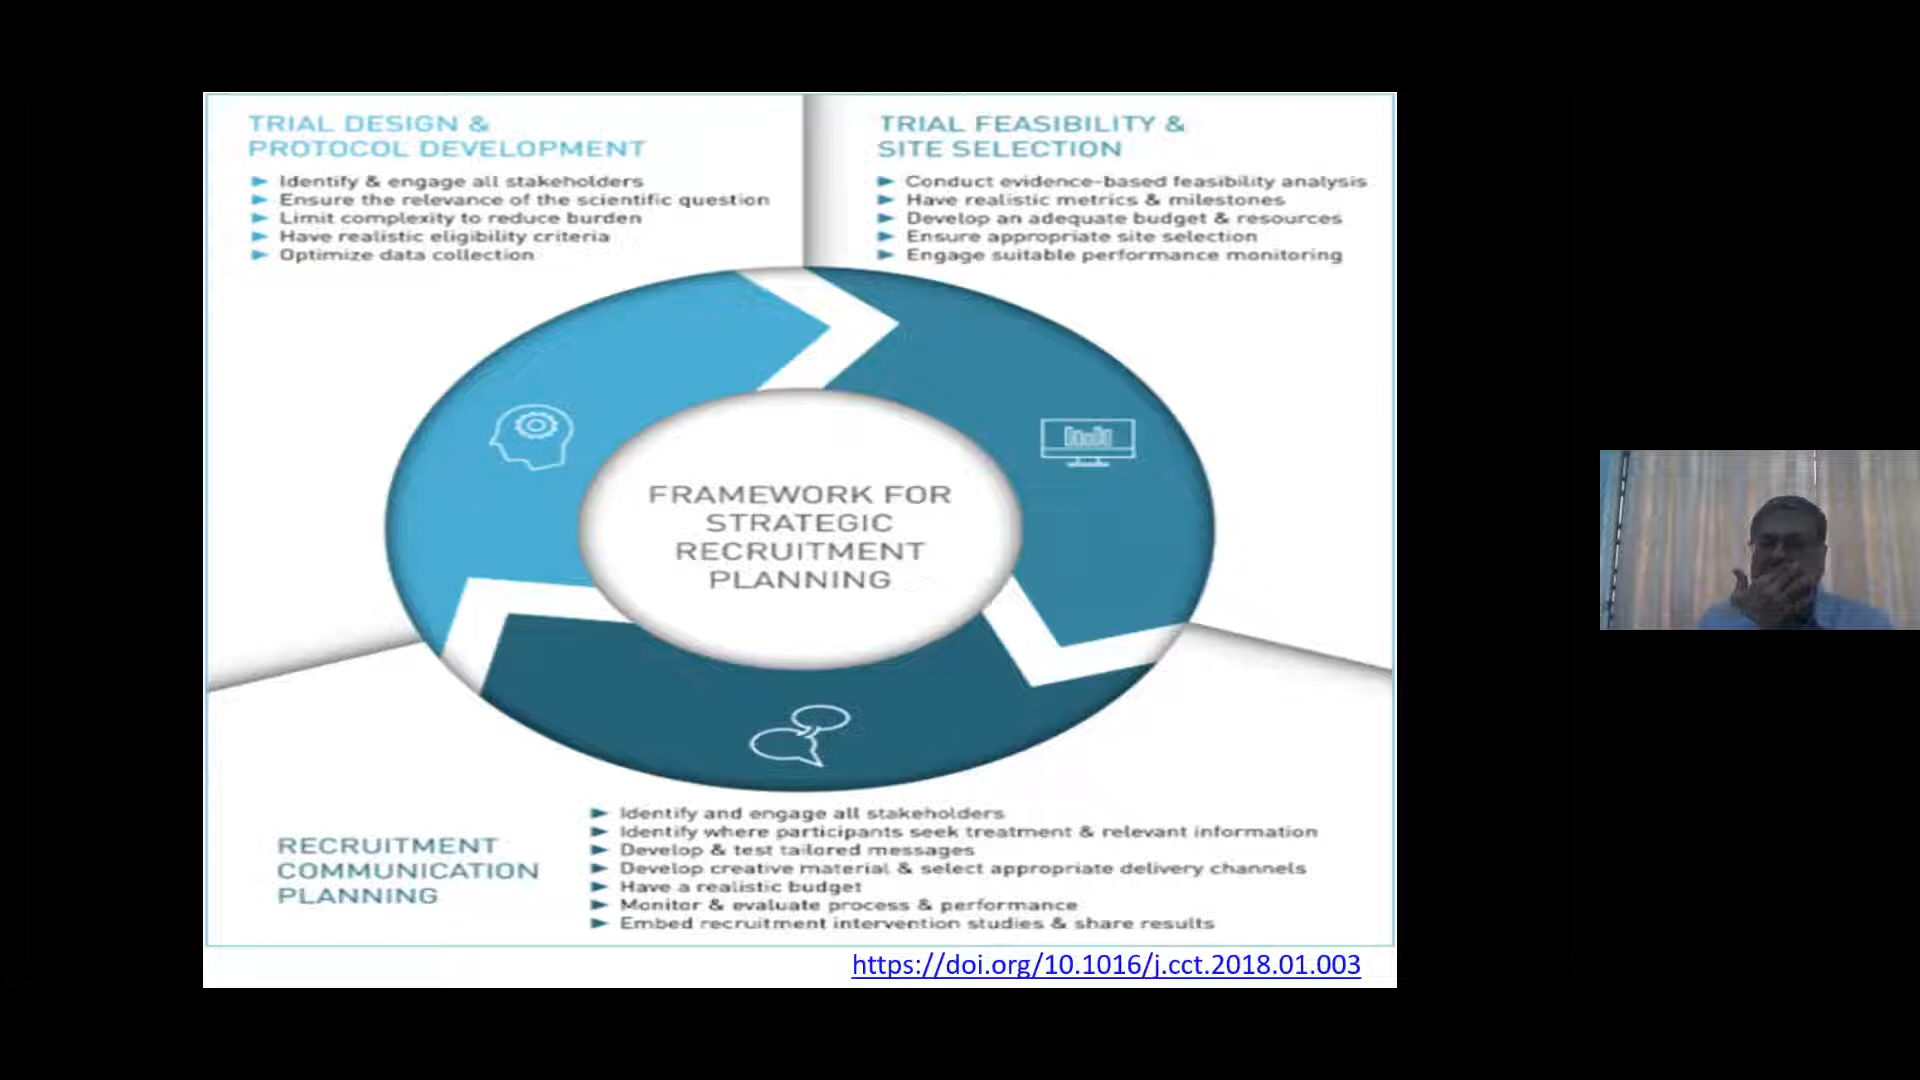 TRIAL DESIGN &
PROTOCOL DEVELOPMENT
Identify & engage all stakeholders
Ensure the relevance of the scientific question
Limit complexity to reduce burden
Have realistic eligibility criteria
Optimize data collection
TRIAL FEASIBILITY &
SITE SELECTION
Conduct evidence-based feasibility analysis
Have realistic metrics & milestones
Develop an adequate budget & resources
Ensure appropriate site selection
Engage suitable performance monitoring
FRAMEWORK FOR
STRATEGIC
RECRUITMENT
PLANNING
RECRUITMENT
COMMUNICATION
PLANNING
Identify and engage all stakeholders
Identify where participants seek treatment & relevant information
Develop & test tailored messages
Develop creative material & select appropriate delivery channels
Have a realistic budget
Monitor & evaluate process & performance
Embed recruitment intervention studies & share results
https://doi.org/10.1016/j.cct.2018.01.003